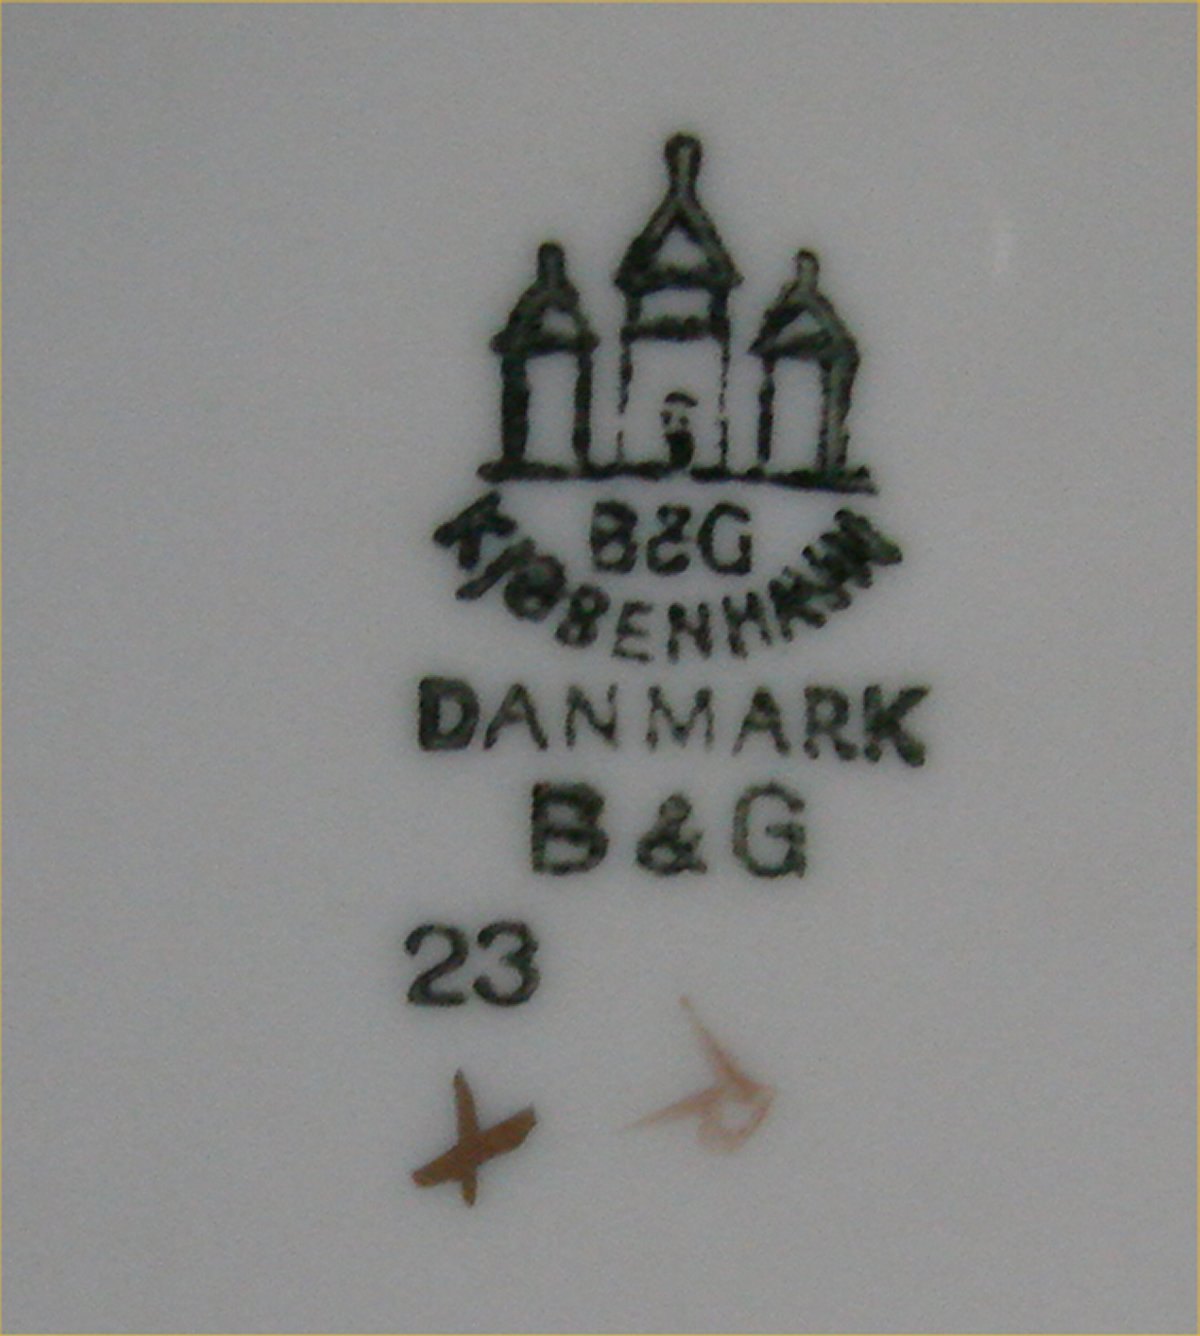 B&G
KJØBENHAVN
DANMARK
B & G
23